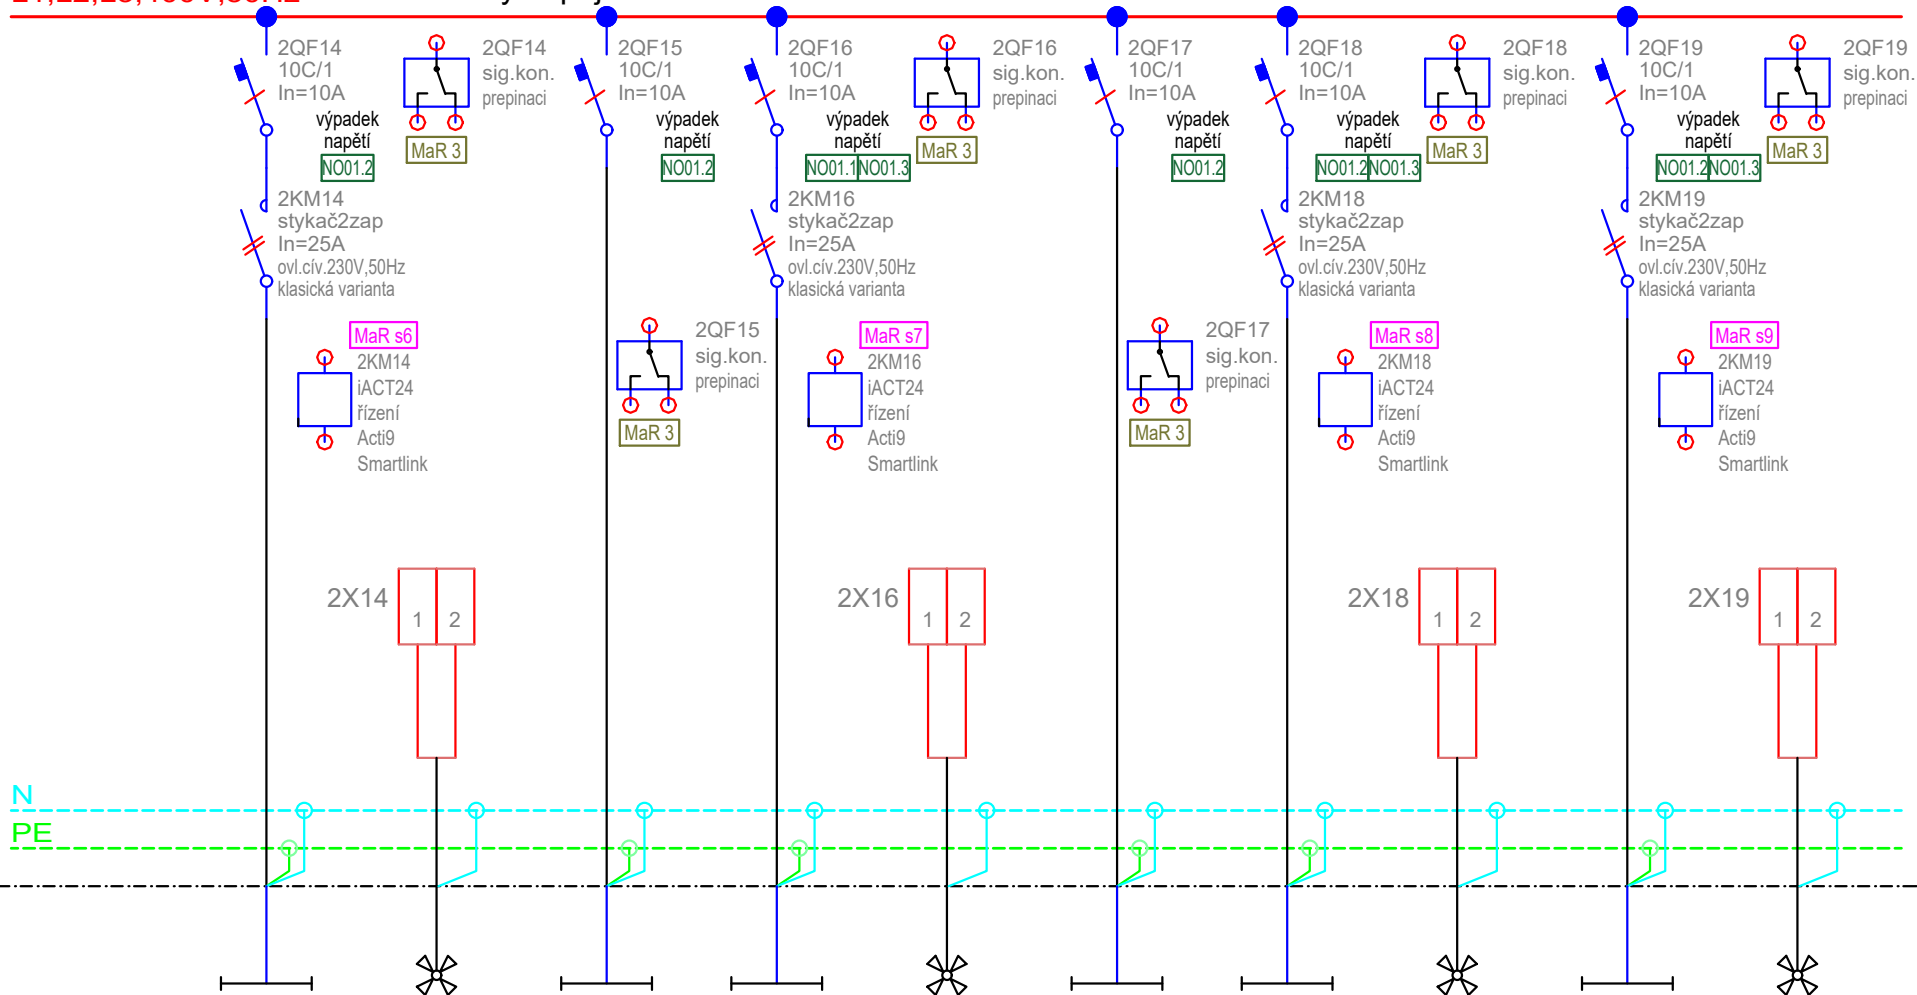 2QF14
10C/1
In=10A
výpadek
napětí
NO01.2
2QF14
sig.kon.
prepinaci
MaR 3
2KM14
stykač2zap
In=25A
ovl.cív.230V,50Hz
klasická varianta
MaR s6
2KM14
iACT24
řízení
Acti9
Smartlink
2X14
1 2
2QF15
10C/1
In=10A
výpadek
napětí
NO01.2
2QF15
sig.kon.
prepinaci
MaR 3
2QF16
10C/1
In=10A
výpadek
napětí
NO01.1 NO01.3
2QF16
sig.kon.
prepinaci
MaR 3
2KM16
stykač2zap
In=25A
ovl.cív.230V,50Hz
klasická varianta
MaR s7
2KM16
iACT24
řízení
Acti9
Smartlink
2X16
1 2
2QF17
10C/1
In=10A
výpadek
napětí
NO01.2
2QF17
sig.kon.
prepinaci
MaR 3
2QF18
10C/1
In=10A
výpadek
napětí
NO01.2 NO01.3
2QF18
sig.kon.
prepinaci
MaR 3
2KM18
stykač2zap
In=25A
ovl.cív.230V,50Hz
klasická varianta
MaR s8
2KM18
iACT24
řízení
Acti9
Smartlink
2X18
1 2
2QF19
10C/1
In=10A
výpadek
napětí
NO01.2 NO01.3
2QF19
sig.kon.
prepinaci
MaR 3
2KM19
stykač2zap
In=25A
ovl.cív.230V,50Hz
klasická varianta
MaR s9
2KM19
iACT24
řízení
Acti9
Smartlink
2X19
1 2
N
PE